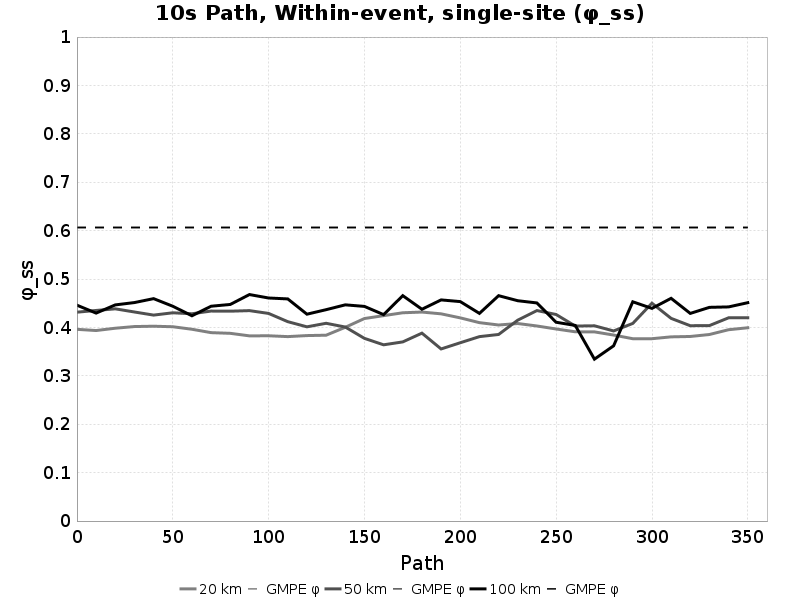 10s Path, Within-event, single-site (φ_ss)
1
0.9
0.8
0.7
0.6
0.5
0.4
0.3
0.2
0.1
0
φ_ss
0 50 100 150 200 250 300 350
Path
20 km GMPE φ 50 km GMPE φ 100 km GMPE φ